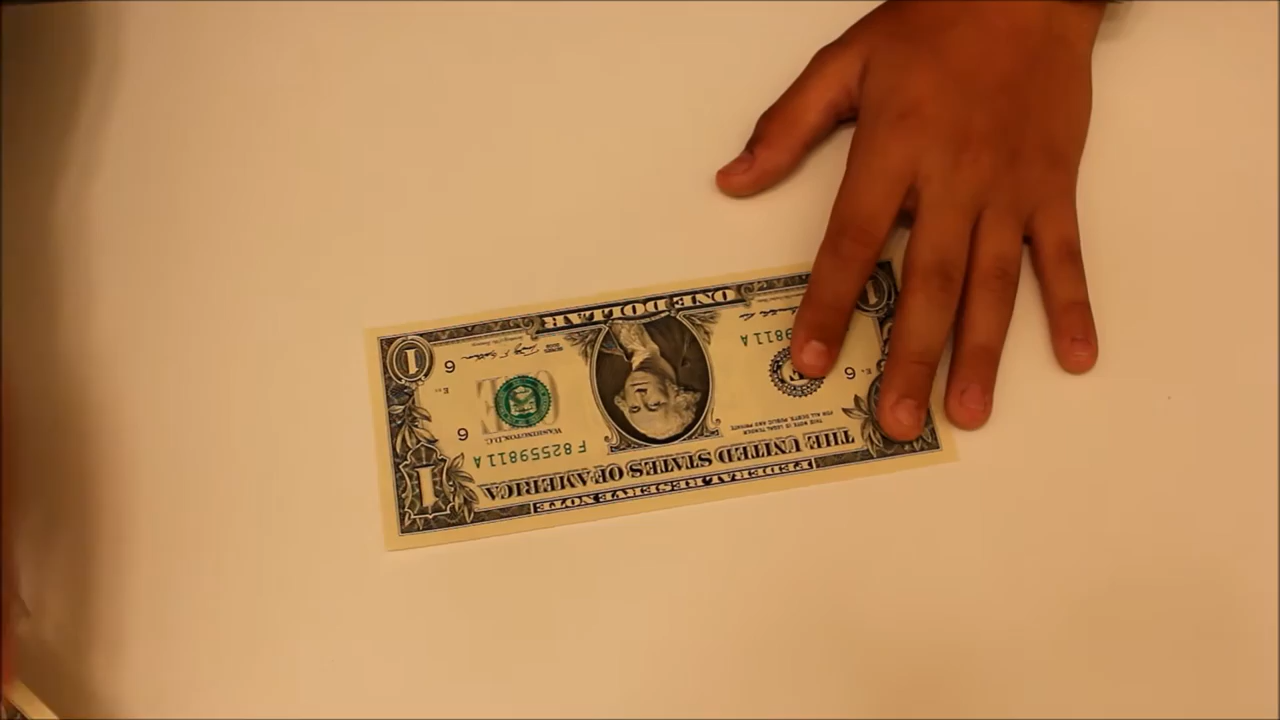 FEDERAL RESERVE NOTE
THE UNITED STATES OF AMERICA
THIS NOTE IS LEGAL TENDER
FOR ALL DEBTS, PUBLIC AND PRIVATE
F 82559811 A
WASHINGTON, D.C.
6
6
6
9811 A
1
1
1
ONE DOLLAR